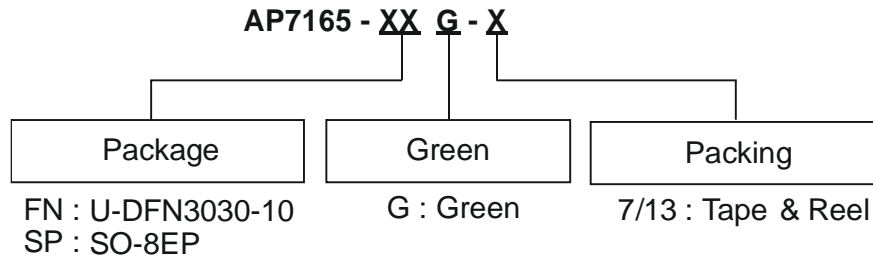 AP7165 - XX G - X
Package
Green
Packing
FN : U-DFN3030-10
SP : SO-8EP
G : Green
7/13 : Tape & Reel